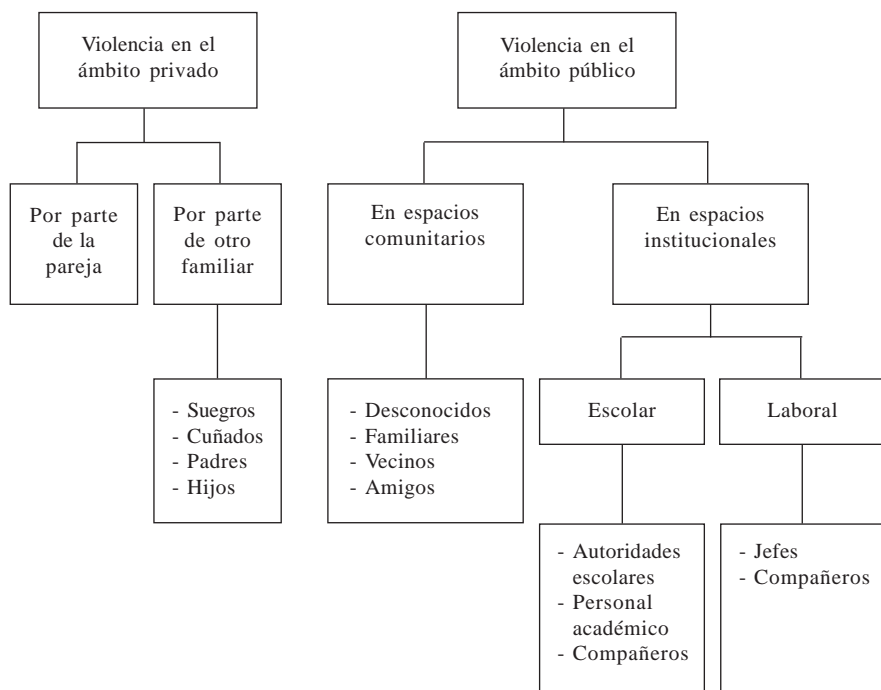 Violencia en el
ámbito privado
Violencia en el
ámbito público
Por parte
de la
pareja
Por parte
de otro
familiar
En espacios
comunitarios
En espacios
institucionales
- Suegros
- Cuñados
- Padres
- Hijos
- Desconocidos
- Familiares
- Vecinos
- Amigos
Escolar
Laboral
- Autoridades
escolares
- Personal
académico
- Compañeros
- Jefes
- Compañeros